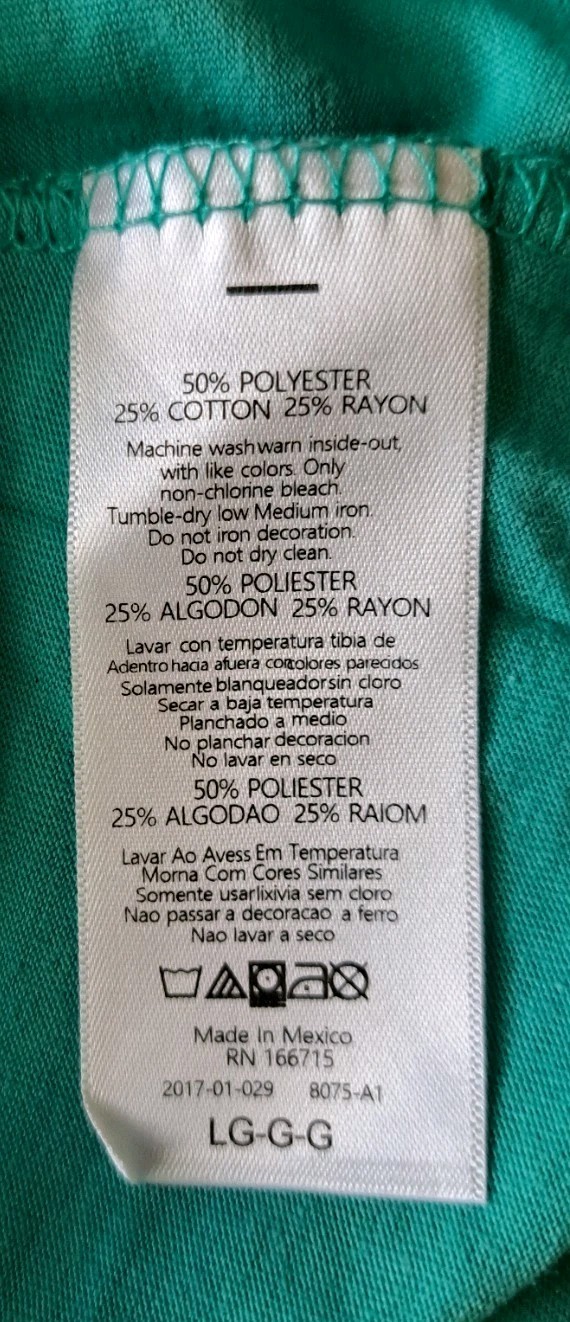 50% POLYESTER
25% COTTON 25% RAYON
Machine wash warn inside-out,
with like colors. Only
non-chlorine bleach.
Tumble-dry low Medium iron.
Do not iron decoration.
Do not dry clean.
50% POLIESTER
25% ALGODON 25% RAYON
Lavar con temperatura tibia de
Adentro hacia afuera con colores parecidos
Solamente blanqueadorsin cloro
Secar a baja temperatura
Planchado a medio
No planchar decoracion
No lavar en seco
50% POLIESTER
25% ALGODAO 25% RAIOM
Lavar Ao Avess Em Temperatura
Morna Com Cores Similares
Somente usarlixivia sem cloro
Nao passar a decoracao a ferro
Nao lavar a seco
Made In Mexico
RN 166715
2017-01-029 8075-A1
LG-G-G